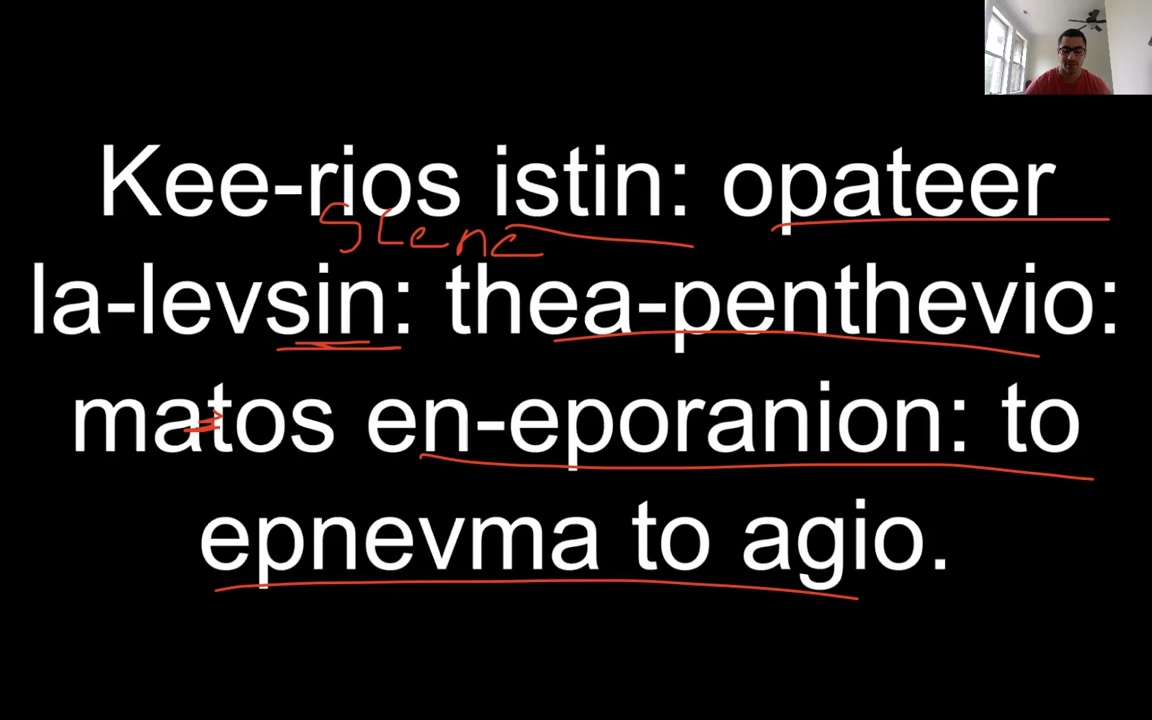 Kee-rios istin: opateer
la-levsin: thea-penthevio:
matos en-eporanion: to
epnevma to agio.